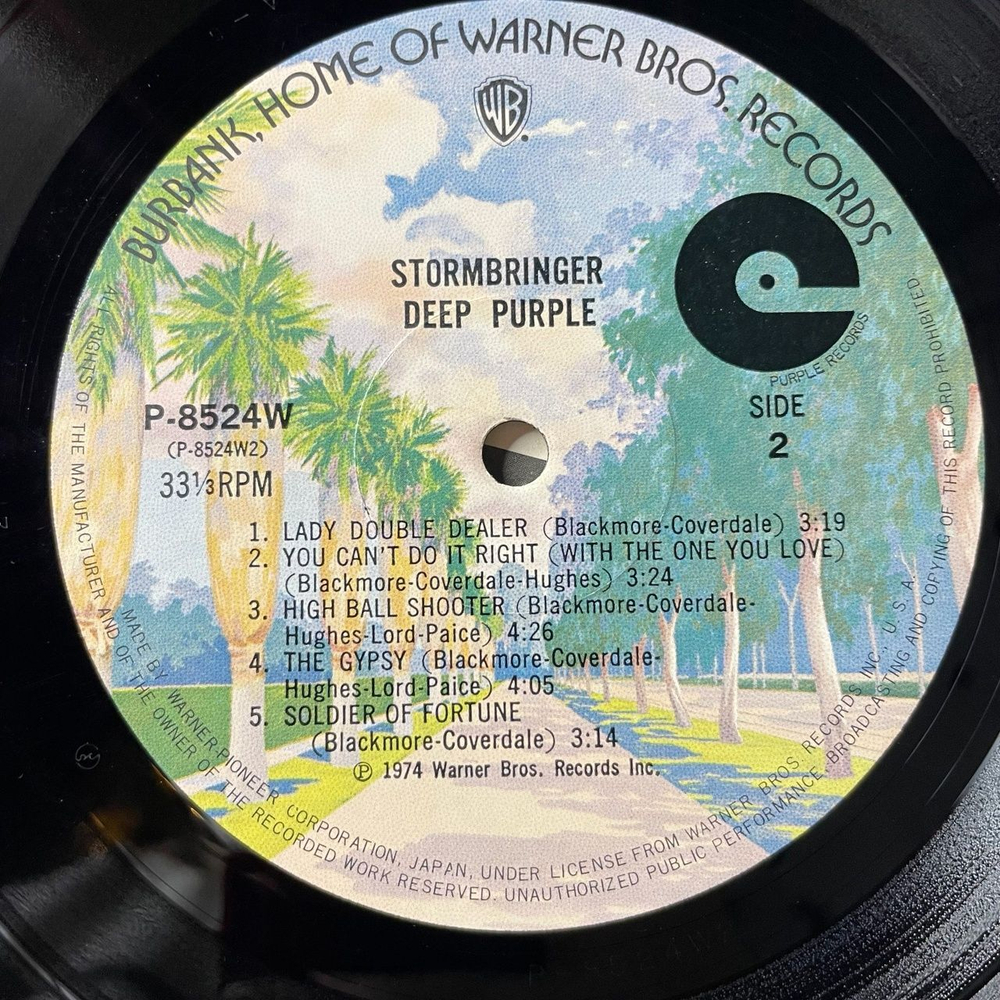 BURBANK, HOME OF WARNER BROS. RECORDS
WB
STORMBRINGER
DEEP PURPLE
PURPLE RECORDS
P-8524W
(P-8524W2)
33⅓RPM
SIDE
2
1. LADY DOUBLE DEALER (Blackmore-Coverdale) 3:19
2. YOU CAN'T DO IT RIGHT (WITH THE ONE YOU LOVE)
(Blackmore-Coverdale-Hughes) 3:24
3. HIGH BALL SHOOTER (Blackmore-Coverdale-
Hughes-Lord-Paice) 4:26
4. THE GYPSY (Blackmore-Coverdale-
Hughes-Lord-Paice) 4:05
5. SOLDIER OF FORTUNE
(Blackmore-Coverdale) 3:14
Ⓟ 1974 Warner Bros. Records Inc.
MADE BY WARNER-PIONEER CORPORATION, JAPAN, UNDER LICENSE FROM WARNER BROS. RECORDS INC., U. S. A.
ALL RIGHTS OF THE MANUFACTURER AND OF THE OWNER OF THE RECORDED WORK RESERVED. UNAUTHORIZED PUBLIC PERFORMANCE, BROADCASTING AND COPYING OF THIS RECORD PROHIBITED